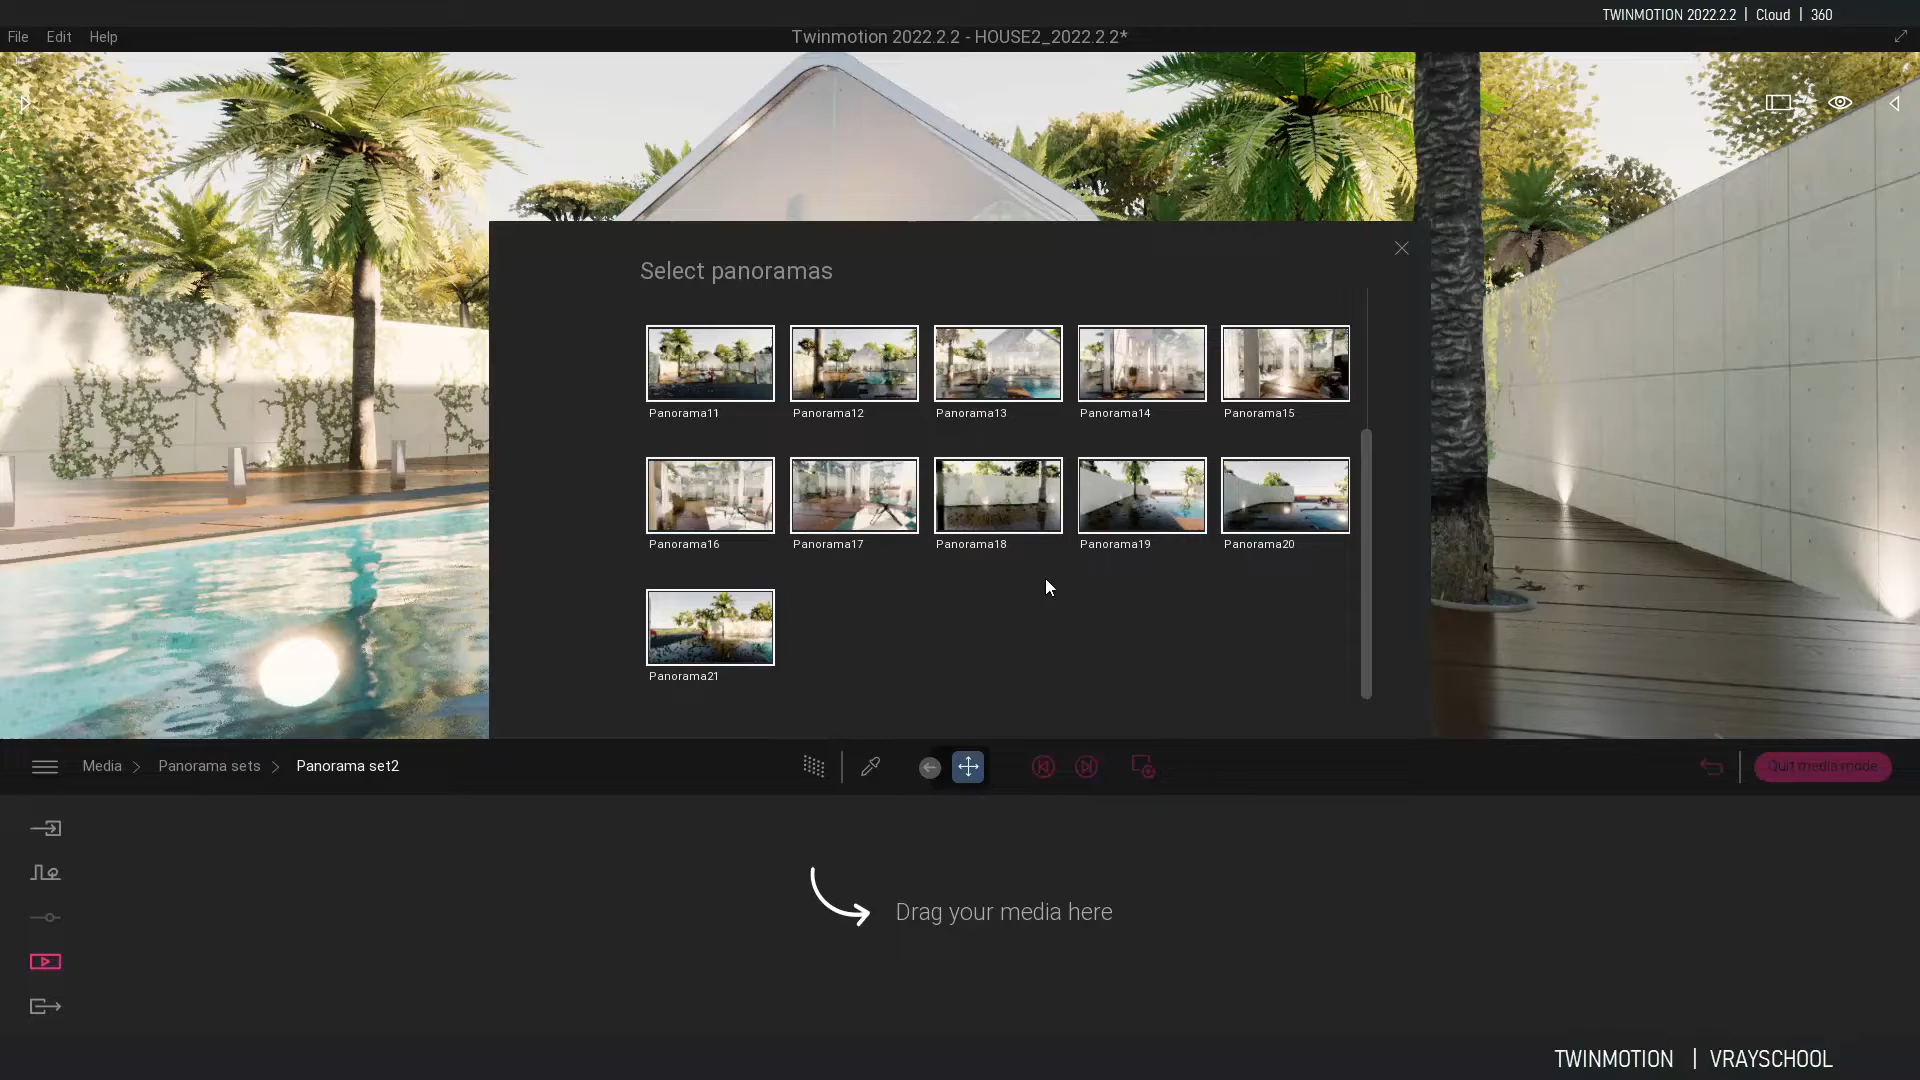 TWINMOTION 2022.2.2 | Cloud | 360
File Edit Help
Twinmotion 2022.2.2 - HOUSE2_2022.2.2*
Select panoramas
Panorama11 Panorama12 Panorama13 Panorama14 Panorama15
Panorama16 Panorama17 Panorama18 Panorama19 Panorama20
Panorama21
Media > Panorama sets > Panorama set2
Quit media mode
Drag your media here
TWINMOTION | VRAYSCHOOL